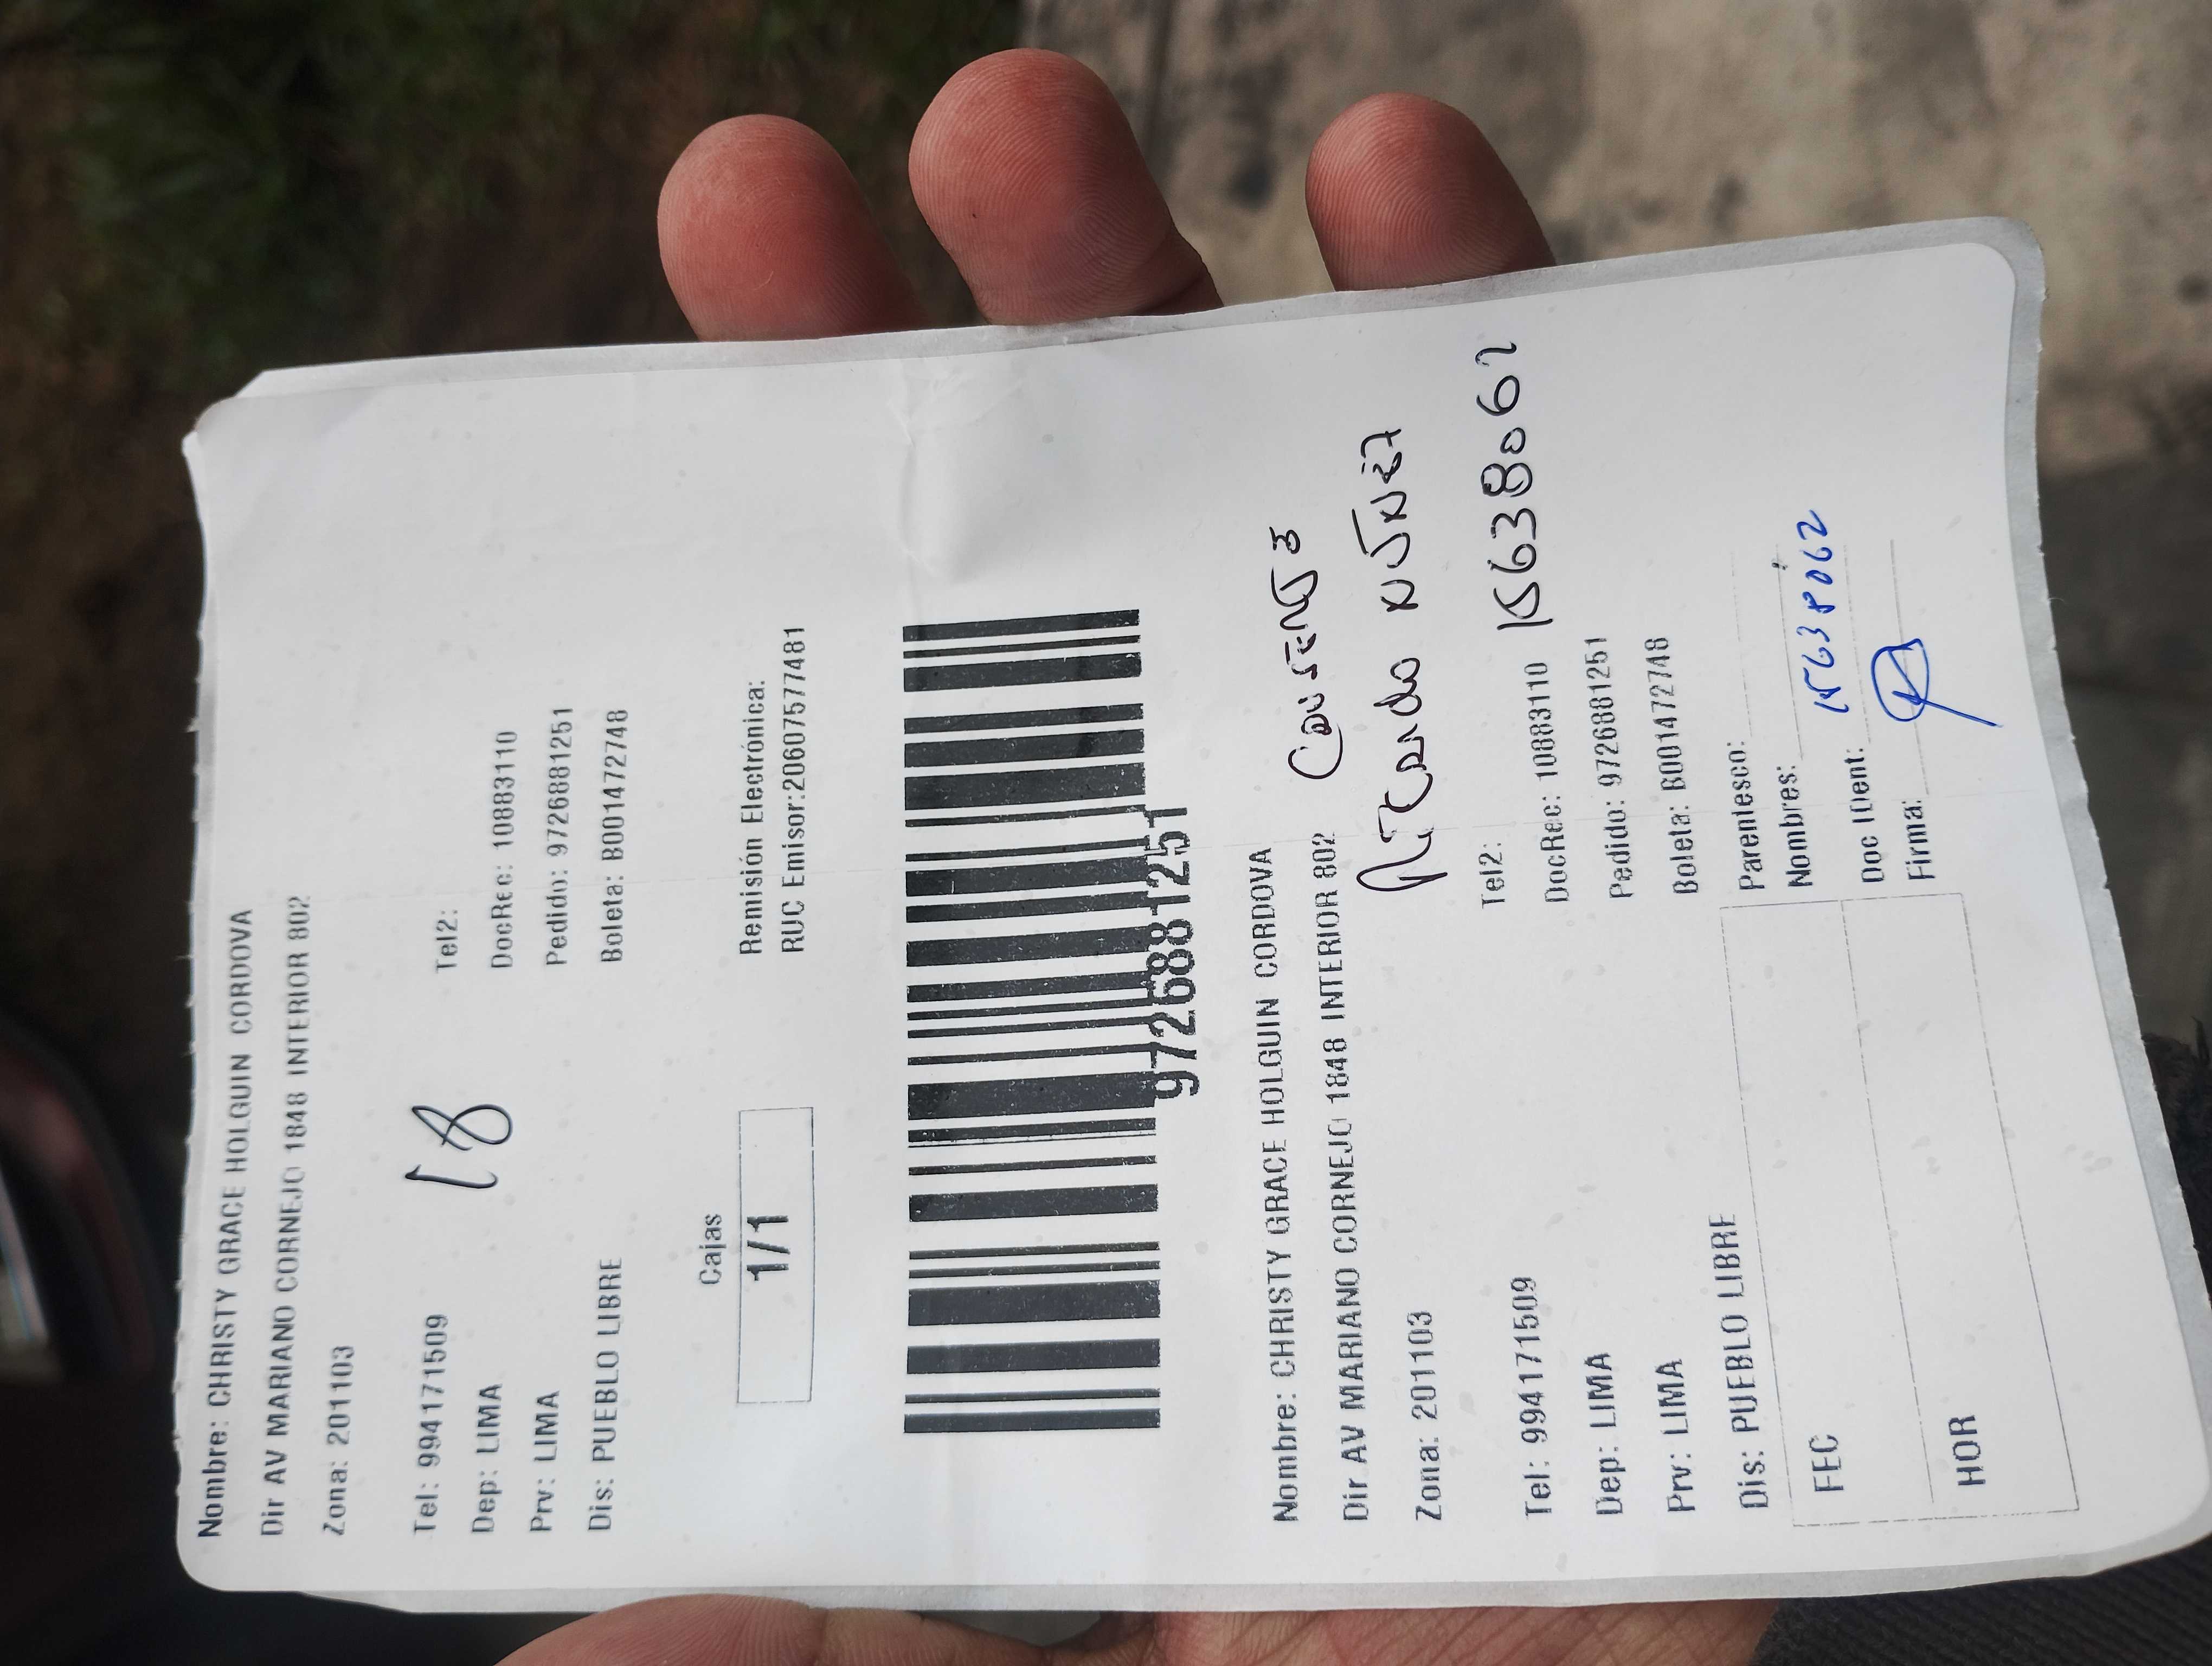 Nombre: CHRISTY GRACE HOLGUIN CORDOVA
Dir AV MARIANO CORNEJO 1848 INTERIOR 802
Zona: 201103
18
Tel: 994171509 Tel2:
Dep: LIMA DocRec: 10883110
Prv: LIMA Pedido: 9726881251
Dis: PUEBLO LIBRE Boleta: B001472748
Cajas
1/1
Remisión Electrónica:
RUC Emisor:20607577481
9726881251
Nombre: CHRISTY GRACE HOLGUIN CORDOVA
Dir AV MARIANO CORNEJO 1848 INTERIOR 802
Zona: 201103
Ricardo
15638062
Tel: 994171509 Tel2:
Dep: LIMA DocRec: 10883110
Prv: LIMA Pedido: 9726881251
Dis: PUEBLO LIBRE Boleta: B001472748
FEC
HOR
Parentesco:
Nombres:
15638062
Doc IDent:
Firma: